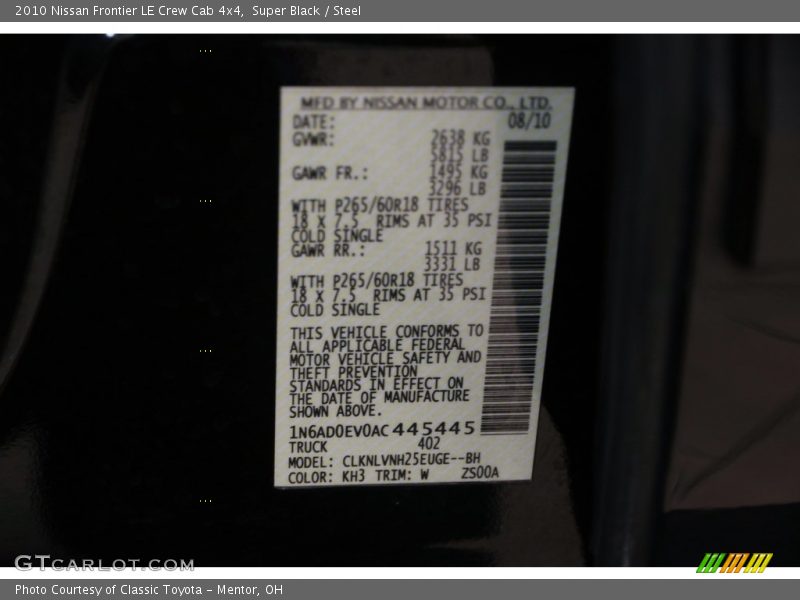 2010 Nissan Frontier LE Crew Cab 4x4, Super Black / Steel
MFD BY NISSAN MOTOR CO., LTD.
DATE: 08/10
GVWR: 2638 KG
5815 LB
GAWR FR.: 1495 KG
3296 LB
WITH P265/60R18 TIRES
18 X 7.5 RIMS AT 35 PSI
COLD SINGLE
GAWR RR.: 1511 KG
3331 LB
WITH P265/60R18 TIRES
18 X 7.5 RIMS AT 35 PSI
COLD SINGLE
THIS VEHICLE CONFORMS TO
ALL APPLICABLE FEDERAL
MOTOR VEHICLE SAFETY AND
THEFT PREVENTION
STANDARDS IN EFFECT ON
THE DATE OF MANUFACTURE
SHOWN ABOVE.
1N6AD0EV0AC445445
TRUCK 402
MODEL: CLKNLVNH25EUGE--BH
COLOR: KH3 TRIM: W ZS00A
GTCARLOT.COM
Photo Courtesy of Classic Toyota - Mentor, OH